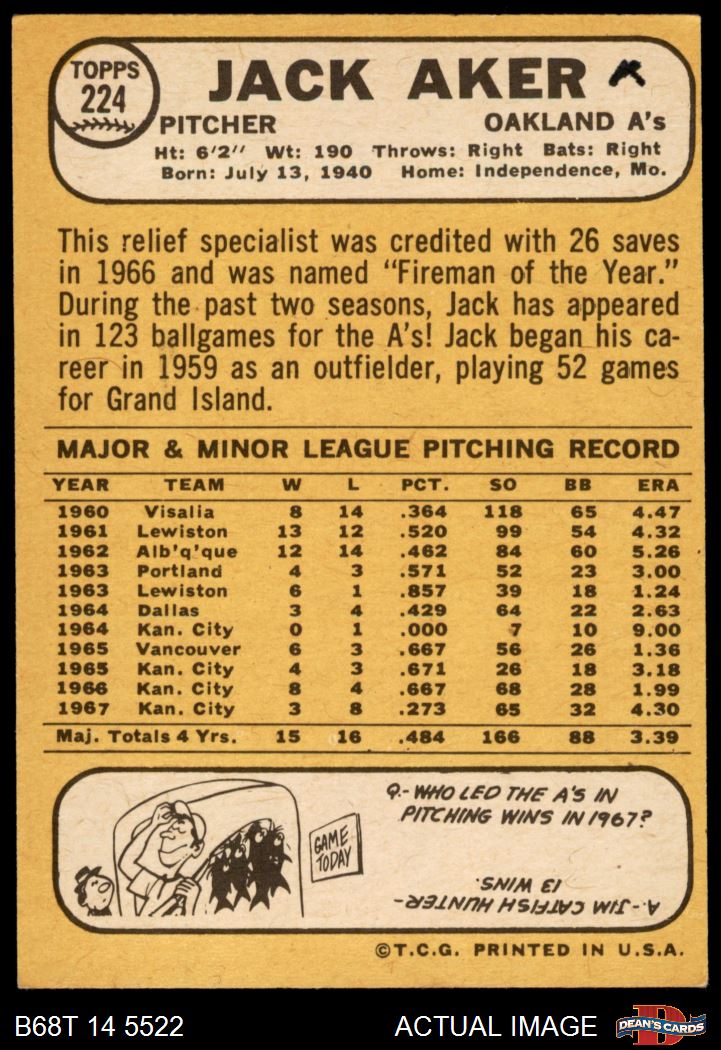 TOPPS
224
JACK AKER
PITCHER OAKLAND A's
Ht: 6'2" Wt: 190 Throws: Right Bats: Right
Born: July 13, 1940 Home: Independence, Mo.
This relief specialist was credited with 26 saves
in 1966 and was named "Fireman of the Year."
During the past two seasons, Jack has appeared
in 123 ballgames for the A's! Jack began his ca-
reer in 1959 as an outfielder, playing 52 games
for Grand Island.
MAJOR & MINOR LEAGUE PITCHING RECORD
YEAR TEAM W L PCT. SO BB ERA
1960 Visalia 8 14 .364 118 65 4.47
1961 Lewiston 13 12 .520 99 54 4.32
1962 Alb'q'que 12 14 .462 84 60 5.26
1963 Portland 4 3 .571 52 23 3.00
1963 Lewiston 6 1 .857 39 18 1.24
1964 Dallas 3 4 .429 64 22 2.63
1964 Kan. City 0 1 .000 7 10 9.00
1965 Vancouver 6 3 .667 56 26 1.36
1965 Kan. City 4 3 .671 26 18 3.18
1966 Kan. City 8 4 .667 68 28 1.99
1967 Kan. City 3 8 .273 65 32 4.30
Maj. Totals 4 Yrs. 15 16 .484 166 88 3.39
Q.- WHO LED THE A'S IN
PITCHING WINS IN 1967?
GAME
TODAY
A.- JIM CATFISH HUNTER-
13 WINS.
©T.C.G. PRINTED IN U.S.A.
B68T 14 5522 ACTUAL IMAGE
D
DEAN'S CARDS